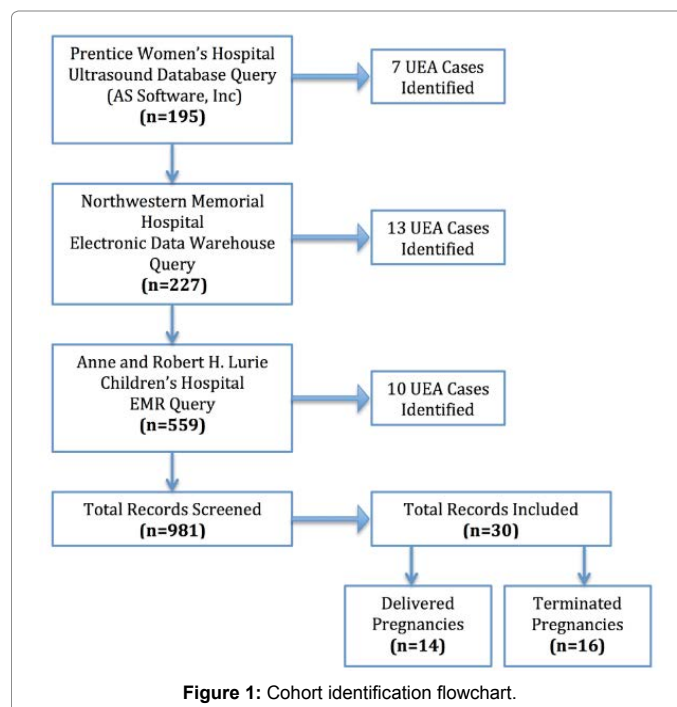 Prentice Women's Hospital
Ultrasound Database Query
(AS Software, Inc)
(n=195)
7 UEA Cases
Identified
Northwestern Memorial
Hospital
Electronic Data Warehouse
Query
(n=227)
13 UEA Cases
Identified
Anne and Robert H. Lurie
Children's Hospital
EMR Query
(n=559)
10 UEA Cases
Identified
Total Records Screened
(n=981)
Total Records Included
(n=30)
Delivered
Pregnancies
(n=14)
Terminated
Pregnancies
(n=16)
Figure 1: Cohort identification flowchart.